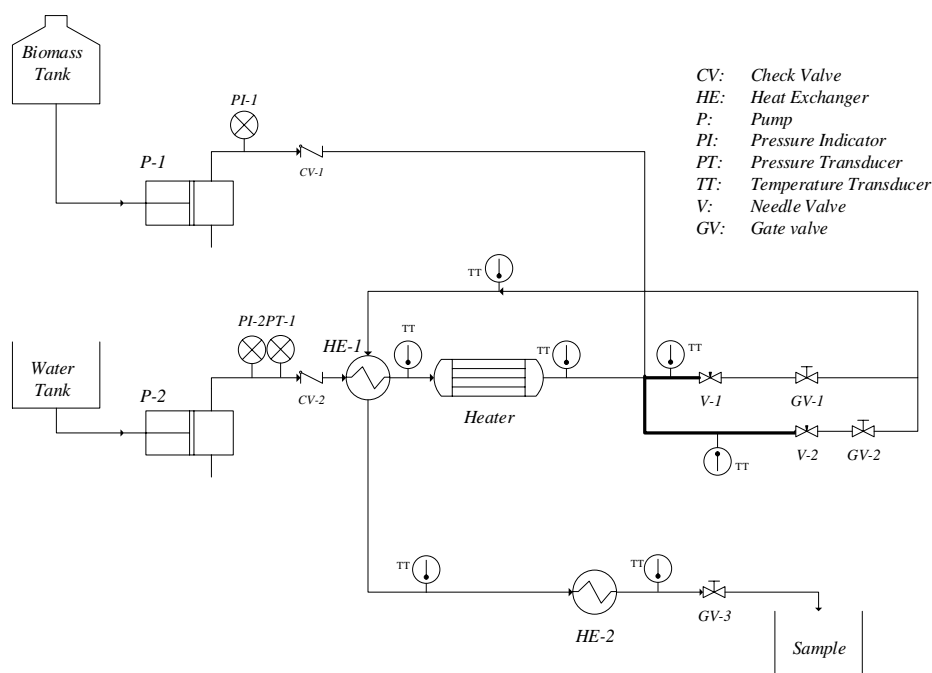 Biomass
Tank
PI-1
P-1
CV-1
CV: Check Valve
HE: Heat Exchanger
P: Pump
PI: Pressure Indicator
PT: Pressure Transducer
TT: Temperature Transducer
V: Needle Valve
GV: Gate valve
TT
PI-2PT-1
HE-1
TT
TT
TT
Water
Tank
P-2
CV-2
Heater
V-1
GV-1
V-2
GV-2
TT
TT
TT
HE-2
GV-3
Sample